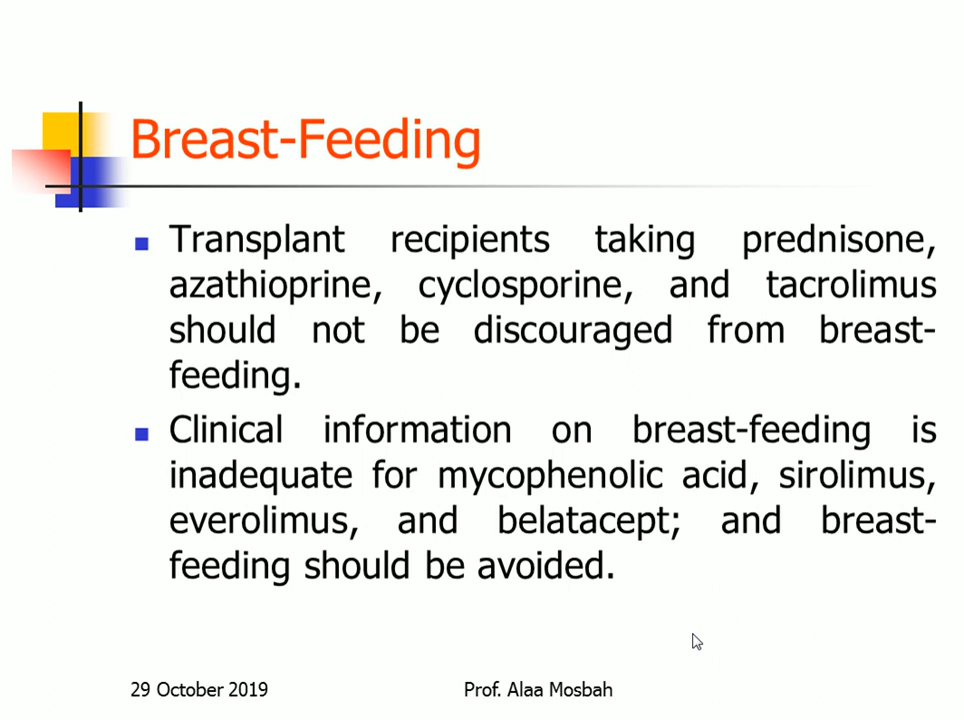 Breast-Feeding
Transplant recipients taking prednisone,
azathioprine, cyclosporine, and tacrolimus
should not be discouraged from breast-
feeding.
Clinical information on breast-feeding is
inadequate for mycophenolic acid, sirolimus,
everolimus, and belatacept; and breast-
feeding should be avoided.
29 October 2019
Prof. Alaa Mosbah